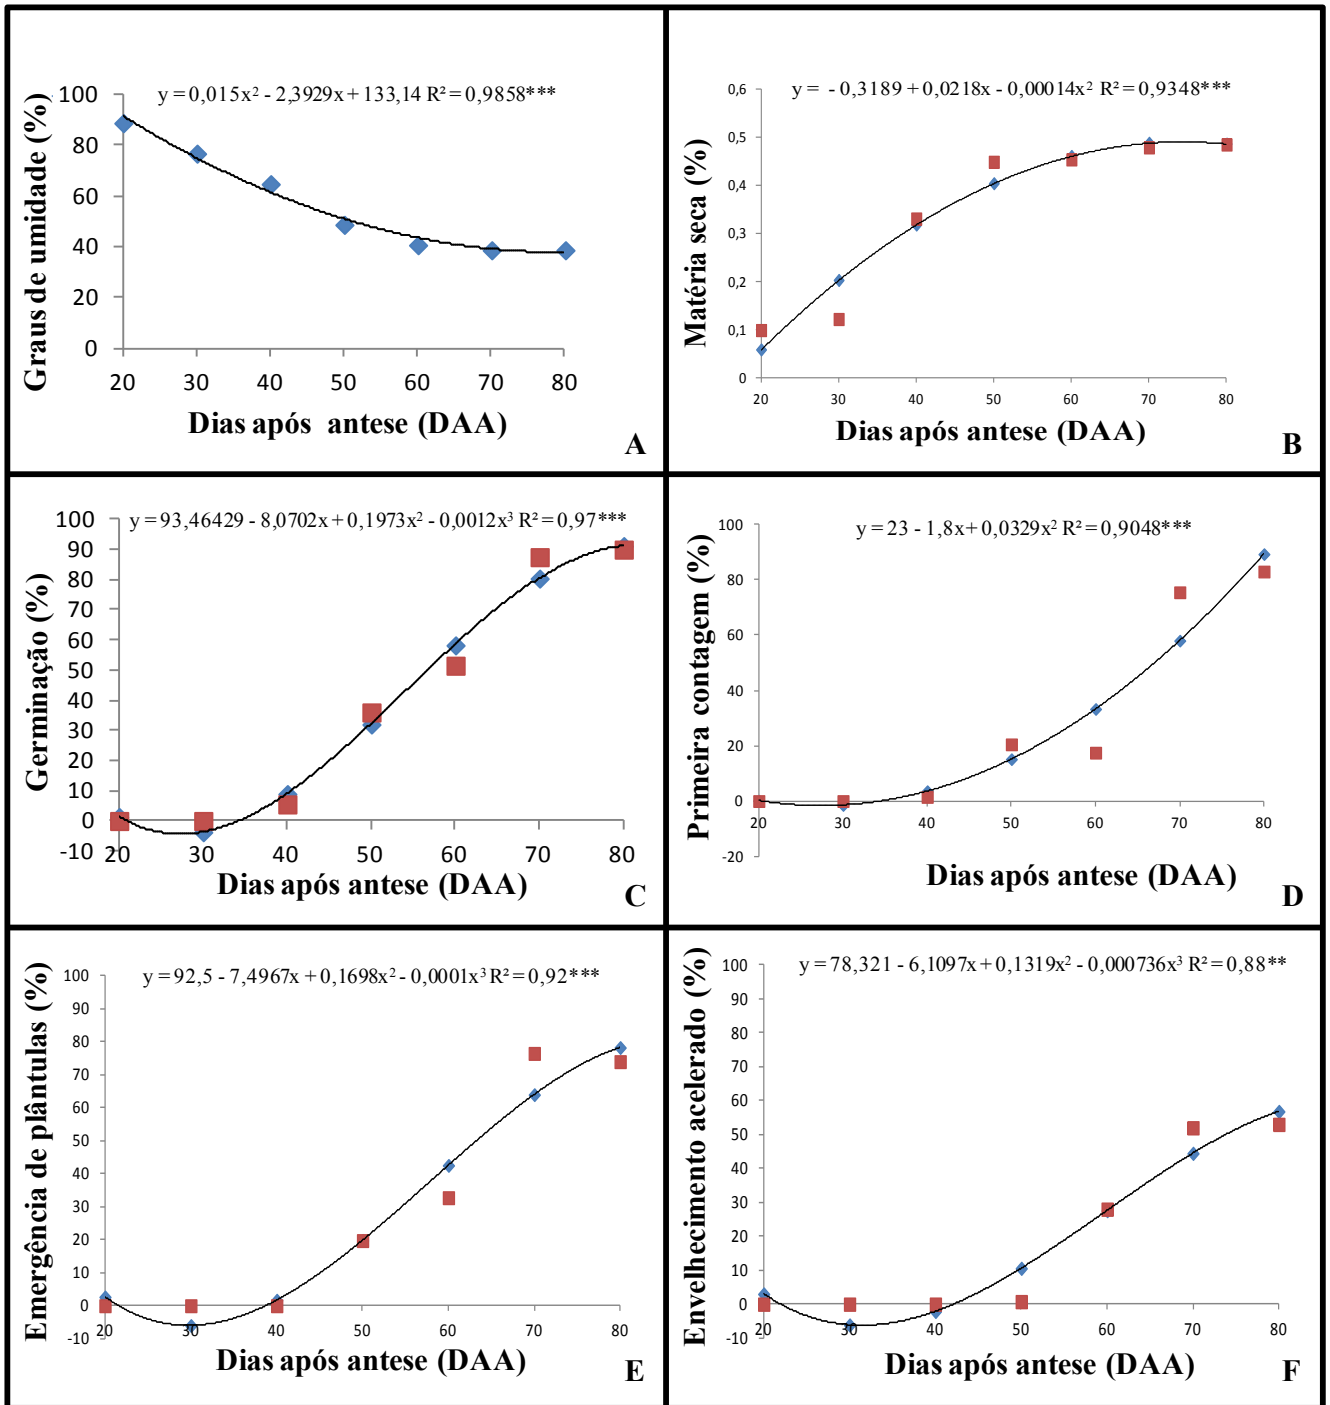 y = 0,015x² - 2,3929x + 133,14 R² = 0,9858***
Graus de umidade (%)
100
80
60
40
20
0
20 30 40 50 60 70 80
Dias após antese (DAA)
A
y = - 0,3189 + 0,0218x - 0,00014x² R² = 0,9348***
Matéria seca (%)
0,6
0,5
0,4
0,3
0,2
0,1
0
20 30 40 50 60 70 80
Dias após antese (DAA)
B
y = 93,46429 - 8,0702x + 0,1973x² - 0,0012x³ R² = 0,97***
Germinação (%)
100
90
80
70
60
50
40
30
20
10
0
-10
20 30 40 50 60 70 80
Dias após antese (DAA)
C
y = 23 - 1,8x + 0,0329x² R² = 0,9048***
Primeira contagem (%)
100
80
60
40
20
0
-20
20 30 40 50 60 70 80
Dias após antese (DAA)
D
y = 92,5 - 7,4967x + 0,1698x² - 0,0001x³ R² = 0,92***
Emergência de plântulas (%)
100
90
80
70
60
50
40
30
20
10
0
-10
20 30 40 50 60 70 80
Dias após antese (DAA)
E
y = 78,321 - 6,1097x + 0,1319x² - 0,000736x³ R² = 0,88**
Envelhecimento acelerado (%)
100
90
80
70
60
50
40
30
20
10
0
-10
20 30 40 50 60 70 80
Dias após antese (DAA)
F